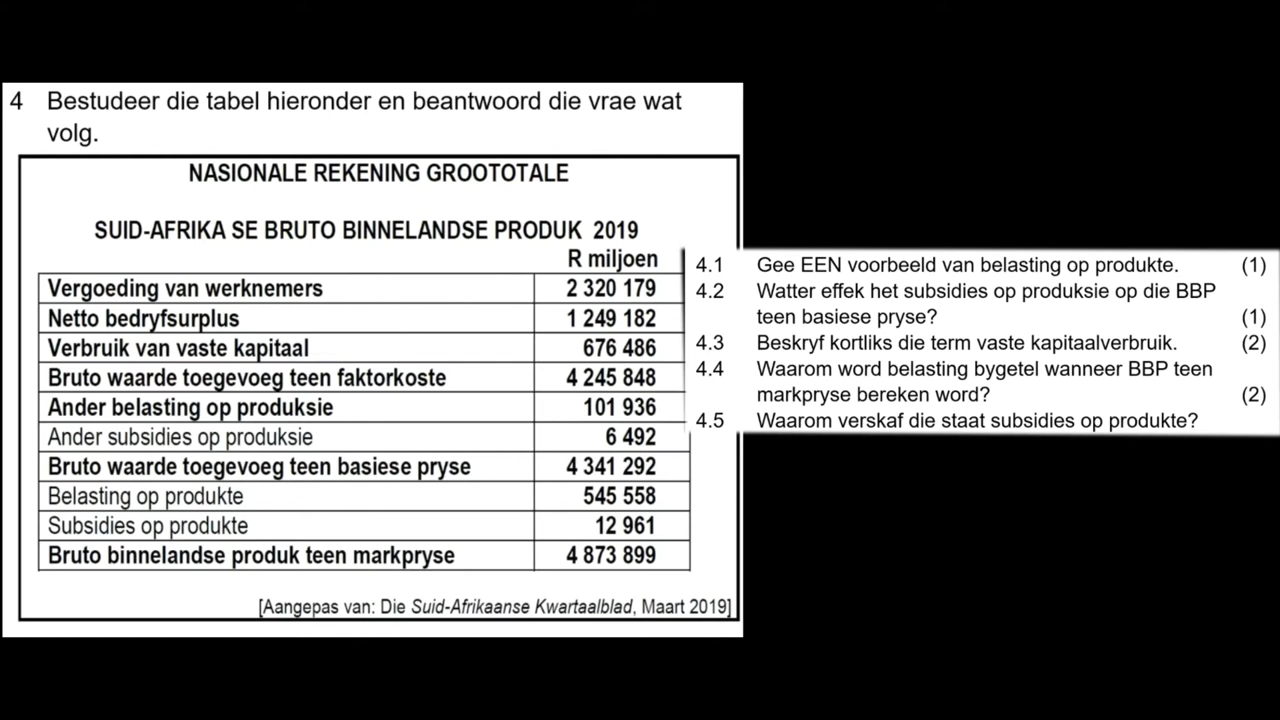 4 Bestudeer die tabel hieronder en beantwoord die vrae wat
volg.
NASIONALE REKENING GROOTOTALE
SUID-AFRIKA SE BRUTO BINNELANDSE PRODUK 2019
R miljoen
Vergoeding van werknemers 2 320 179
Netto bedryfsurplus 1 249 182
Verbruik van vaste kapitaal 676 486
Bruto waarde toegevoeg teen faktorkoste 4 245 848
Ander belasting op produksie 101 936
Ander subsidies op produksie 6 492
Bruto waarde toegevoeg teen basiese pryse 4 341 292
Belasting op produkte 545 558
Subsidies op produkte 12 961
Bruto binnelandse produk teen markpryse 4 873 899
[Aangepas van: Die Suid-Afrikaanse Kwartaalblad, Maart 2019]
4.1 Gee EEN voorbeeld van belasting op produkte. (1)
4.2 Watter effek het subsidies op produksie op die BBP
teen basiese pryse? (1)
4.3 Beskryf kortliks die term vaste kapitaalverbruik. (2)
4.4 Waarom word belasting bygetel wanneer BBP teen
markpryse bereken word? (2)
4.5 Waarom verskaf die staat subsidies op produkte?